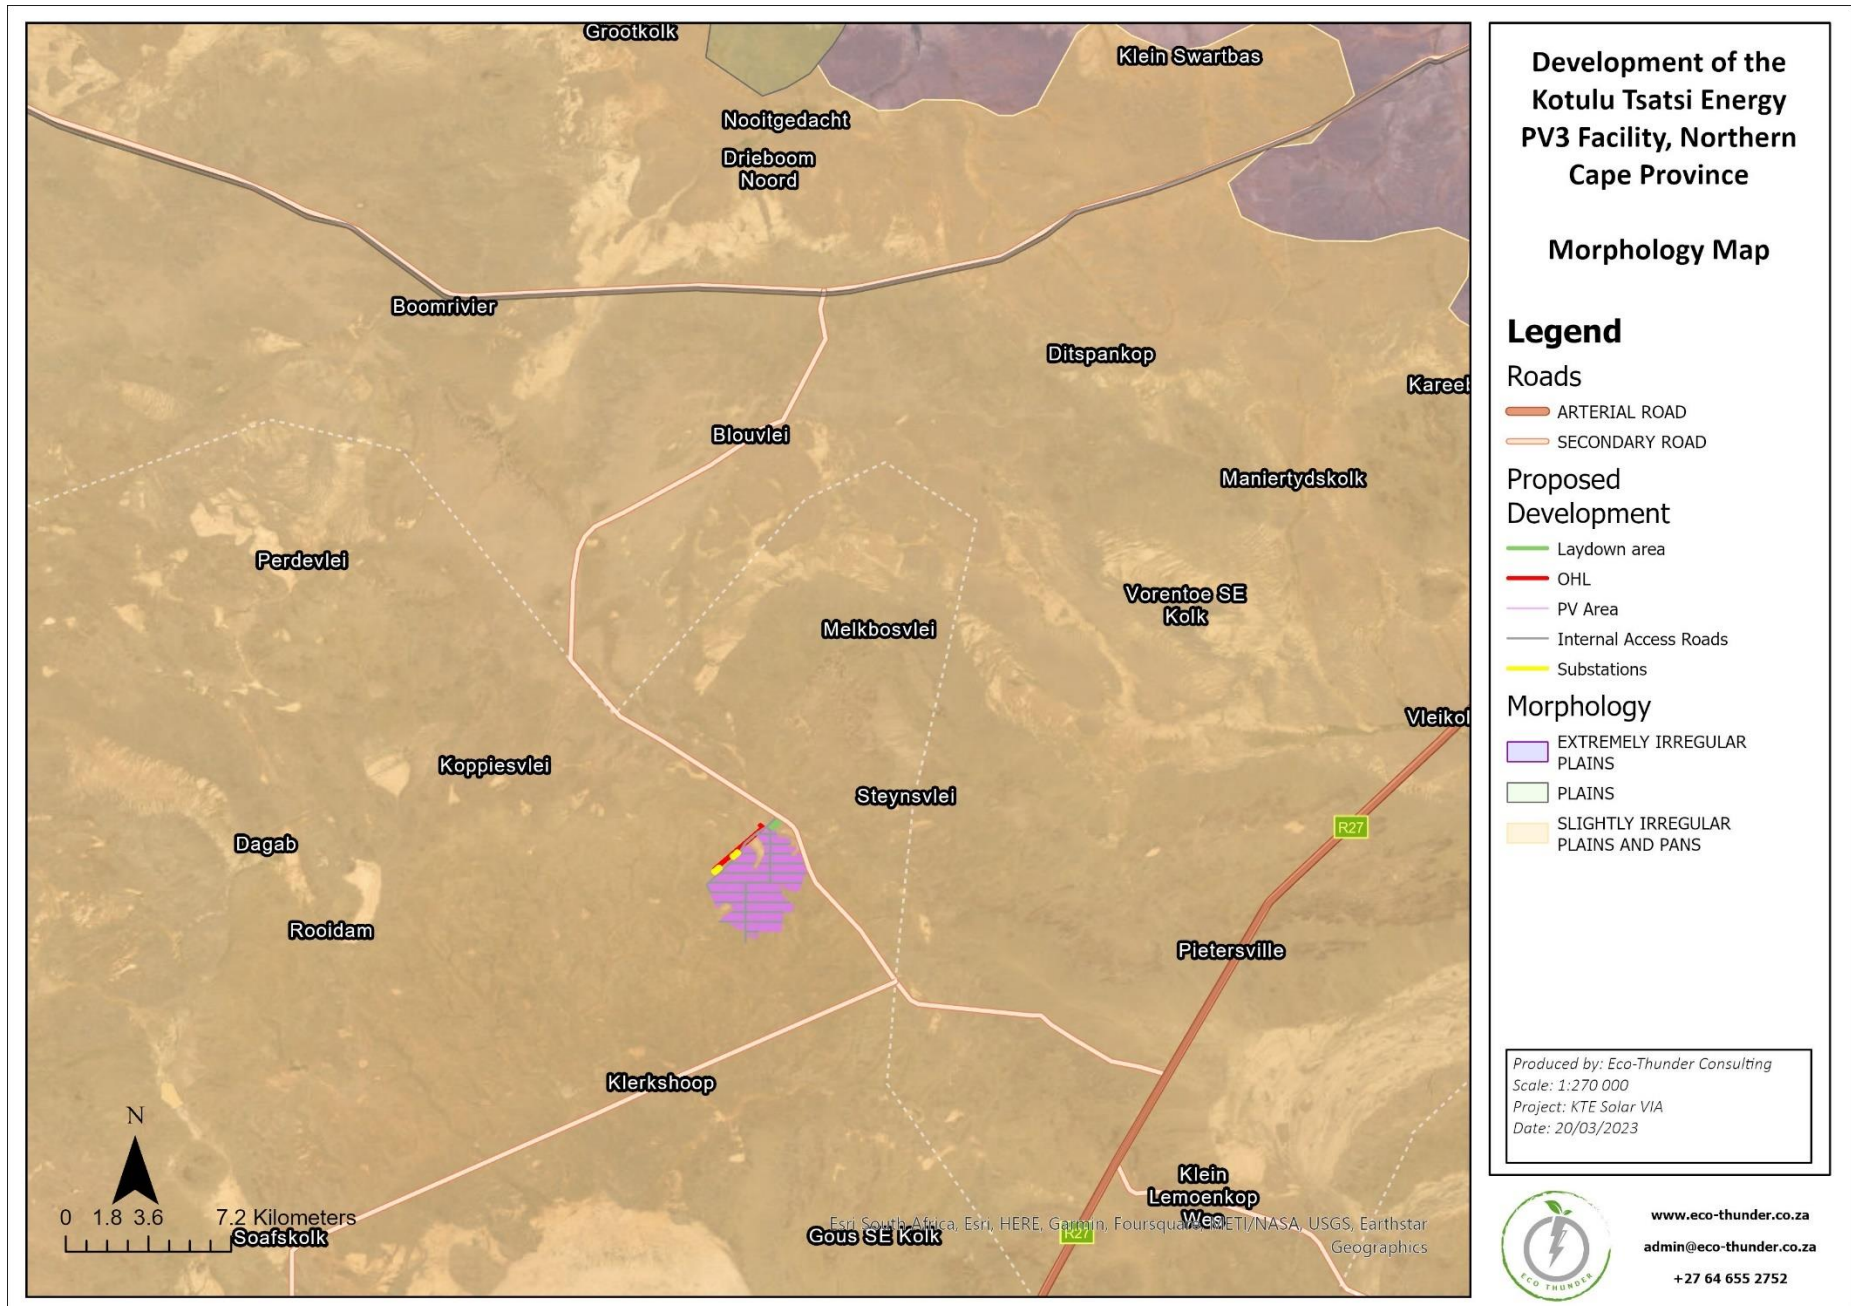 Grootkolk
Klein Swartbas
Nooitgedacht
Drieboom
Noord
Boomrivier
Ditspankop
Kareeb
Blouvlei
Maniertydskolk
Perdevlei
Vorentoe SE
Kolk
Melkbosvlei
Vleikol
Koppiesvlei
Steynsvlei
R27
Dagab
Rooidam
Pietersville
Klerkshoop
N
Klein
Lemoenkop
Wes
0 1.8 3.6 7.2 Kilometers
Soafskolk
Gous SE Kolk
R27
Esri South Africa, Esri, HERE, Garmin, Foursquare, METI/NASA, USGS, Earthstar
Geographics
Development of the
Kotulu Tsatsi Energy
PV3 Facility, Northern
Cape Province
Morphology Map
Legend
Roads
ARTERIAL ROAD
SECONDARY ROAD
Proposed
Development
Laydown area
OHL
PV Area
Internal Access Roads
Substations
Morphology
EXTREMELY IRREGULAR
PLAINS
PLAINS
SLIGHTLY IRREGULAR
PLAINS AND PANS
Produced by: Eco-Thunder Consulting
Scale: 1:270 000
Project: KTE Solar VIA
Date: 20/03/2023
ECO THUNDER
www.eco-thunder.co.za
admin@eco-thunder.co.za
+27 64 655 2752